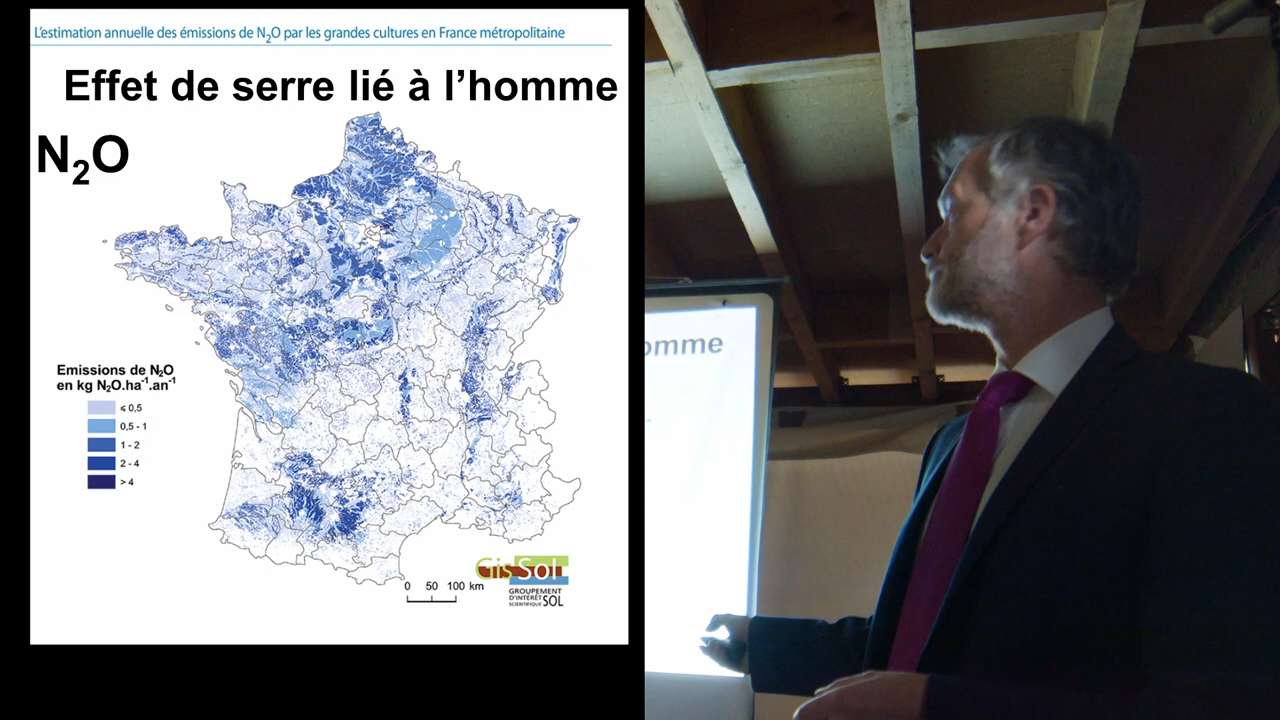 L'estimation annuelle des émissions de N₂O par les grandes cultures en France métropolitaine
Effet de serre lié à l'homme
N₂O
Emissions de N₂O
en kg N₂O.ha⁻¹.an⁻¹
⩽ 0,5
0,5 - 1
1 - 2
2 - 4
> 4
0 50 100 km
Gis Sol
GROUPEMENT
D'INTÉRÊT
SCIENTIFIQUE SOL
omme